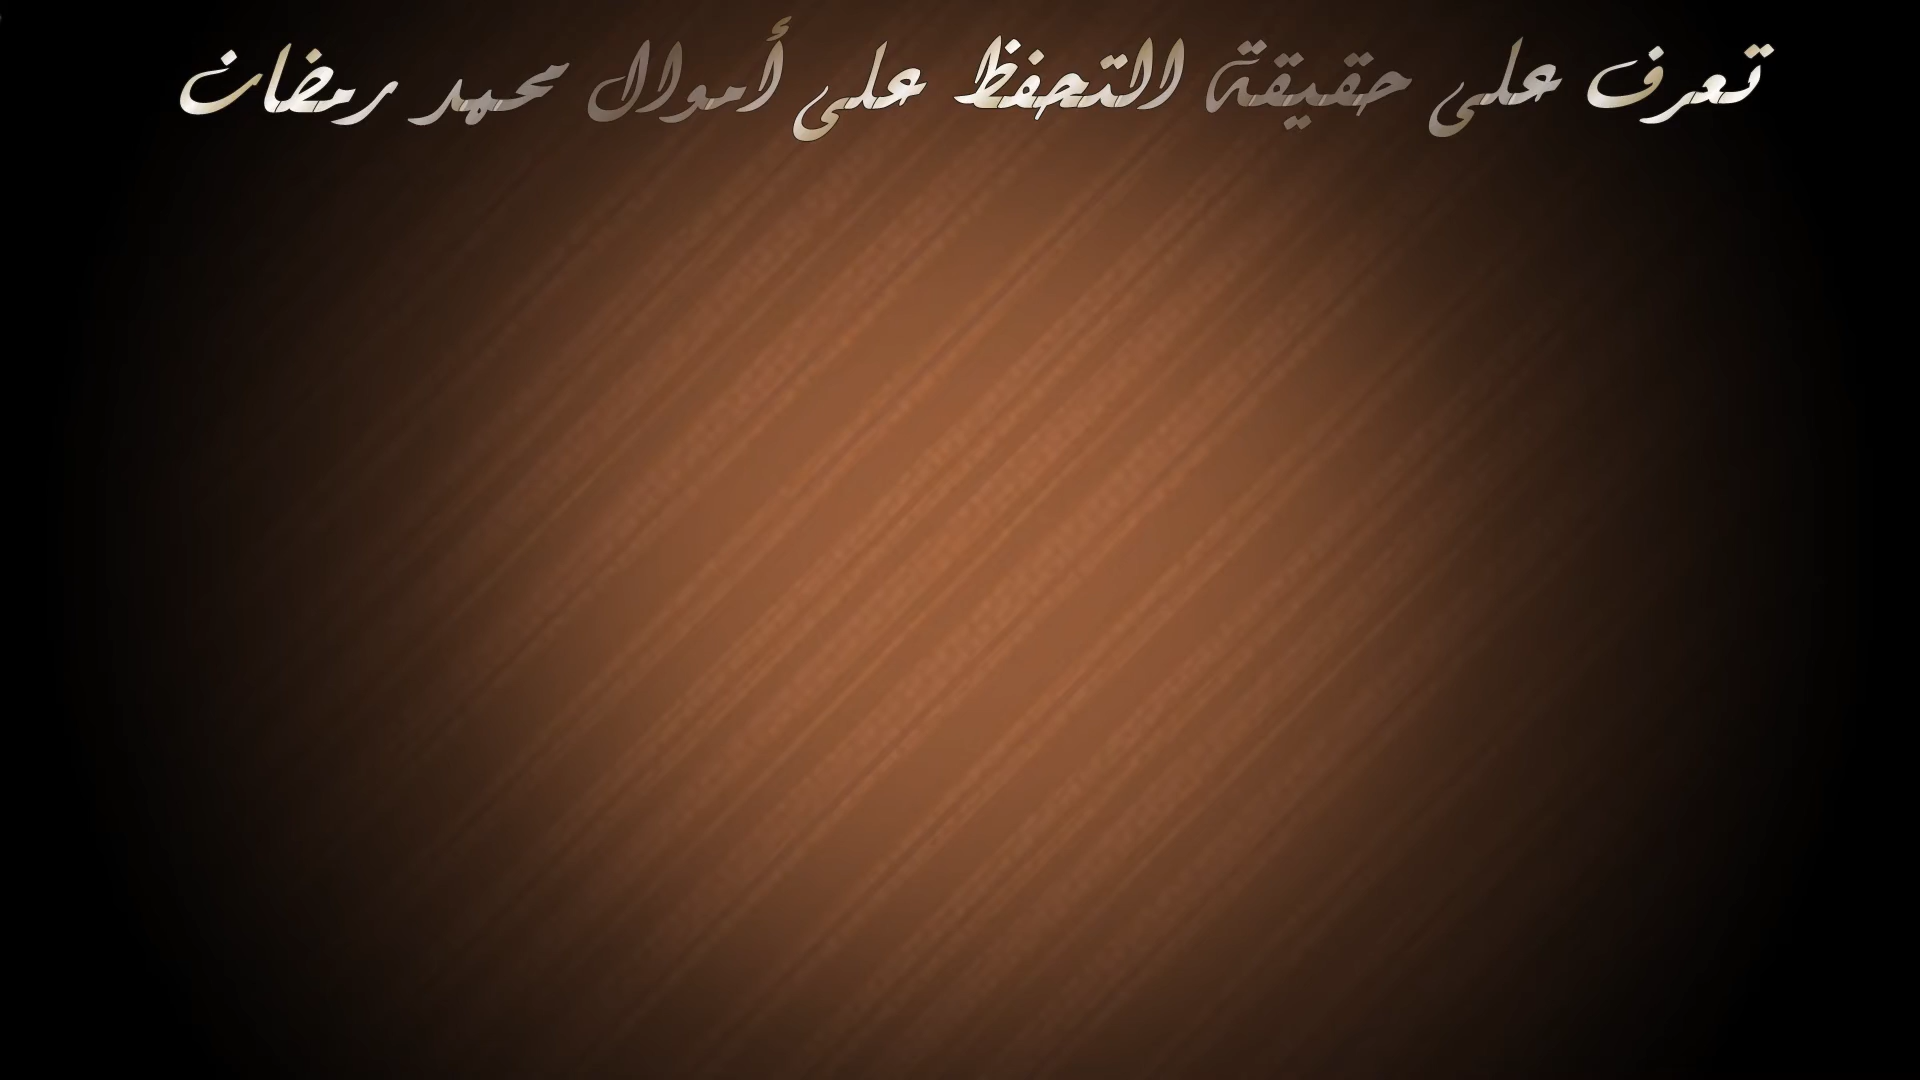 تعرف على حقيقة التحفظ على أموال محمد رمضان